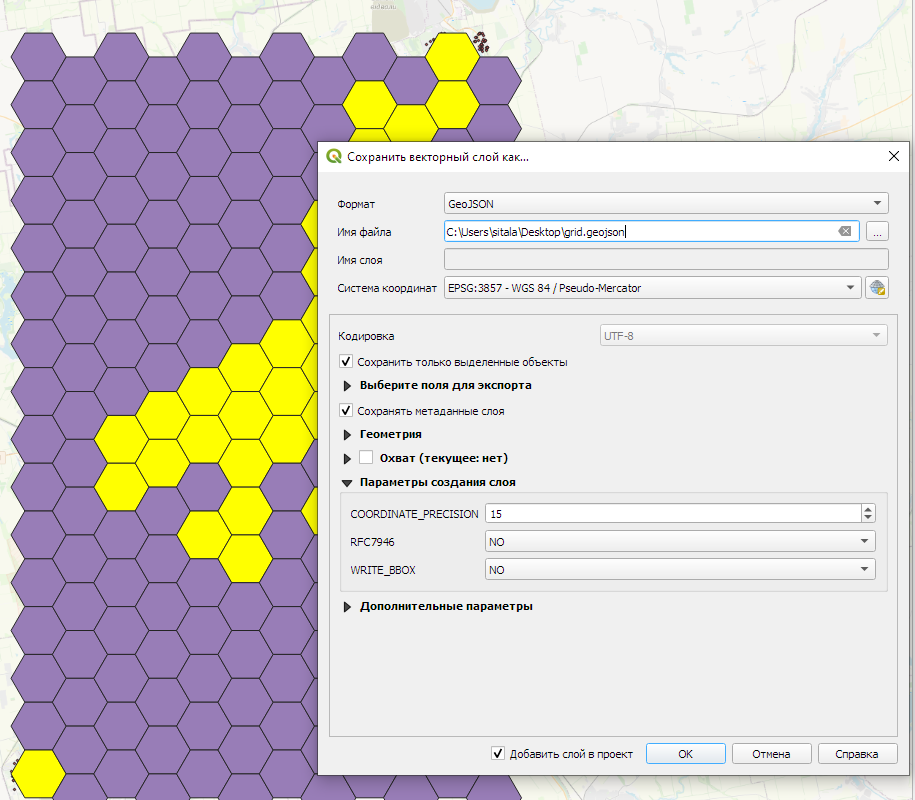 Сохранить векторный слой как...
Формат GeoJSON
Имя файла C:\Users\sitala\Desktop\grid.geojson ...
Имя слоя
Система координат EPSG:3857 - WGS 84 / Pseudo-Mercator
Кодировка UTF-8
Сохранить только выделенные объекты
Выберите поля для экспорта
Сохранять метаданные слоя
Геометрия
Охват (текущее: нет)
Параметры создания слоя
COORDINATE_PRECISION 15
RFC7946 NO
WRITE_BBOX NO
Дополнительные параметры
Добавить слой в проект OK Отмена Справка